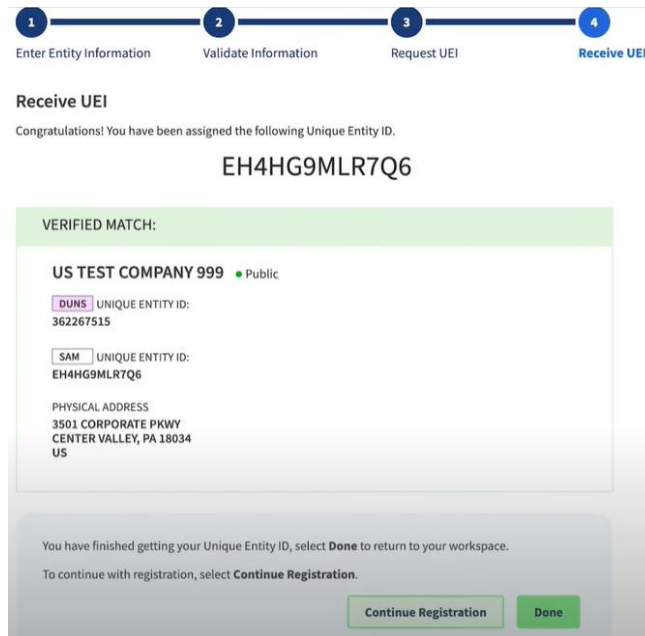 1 2 3 4
Enter Entity Information Validate Information Request UEI Receive UEI
Receive UEI
Congratulations! You have been assigned the following Unique Entity ID.
EH4HG9MLR7Q6
VERIFIED MATCH:
US TEST COMPANY 999 • Public
DUNS UNIQUE ENTITY ID:
362267515
SAM UNIQUE ENTITY ID:
EH4HG9MLR7Q6
PHYSICAL ADDRESS
3501 CORPORATE PKWY
CENTER VALLEY, PA 18034
US
You have finished getting your Unique Entity ID, select Done to return to your workspace.
To continue with registration, select Continue Registration.
Continue Registration Done